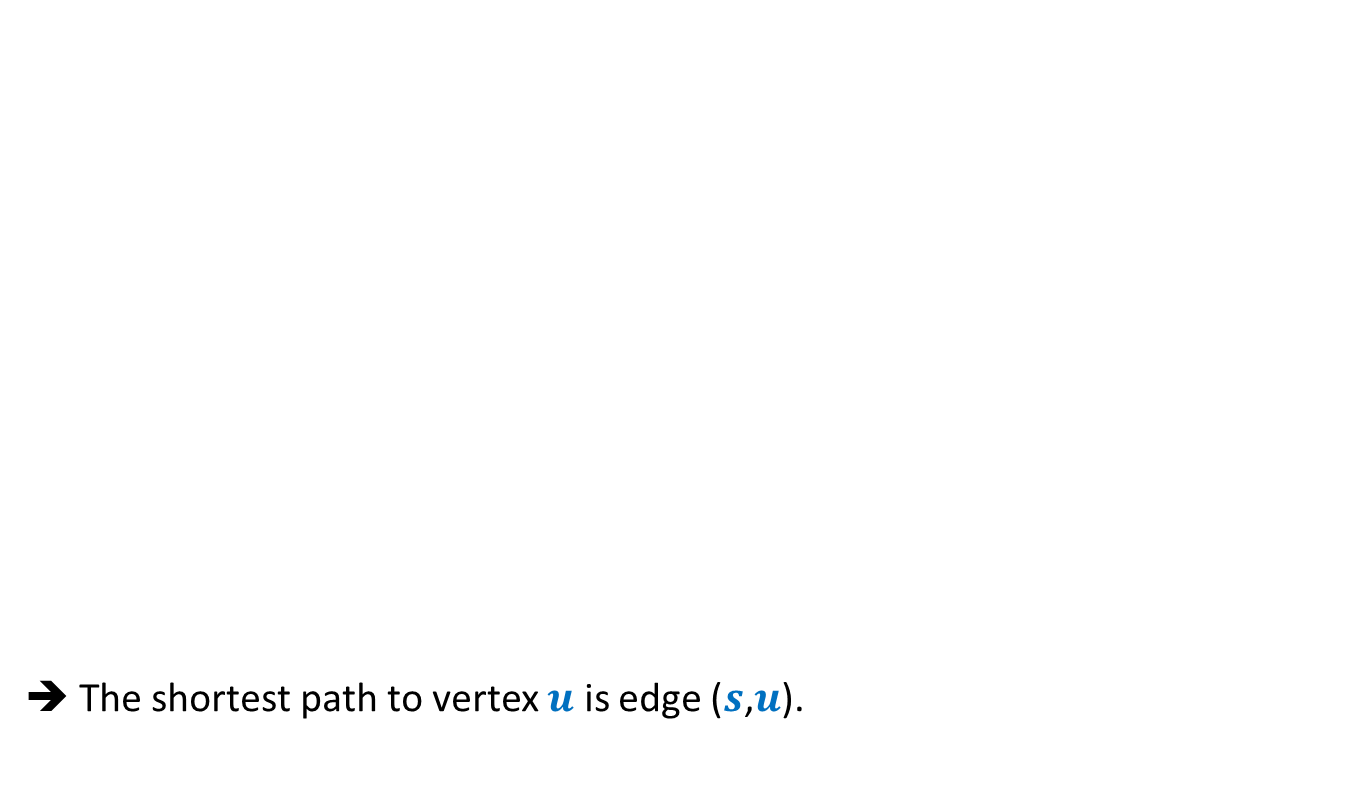 ➔ The shortest path to vertex u is edge (s,u).